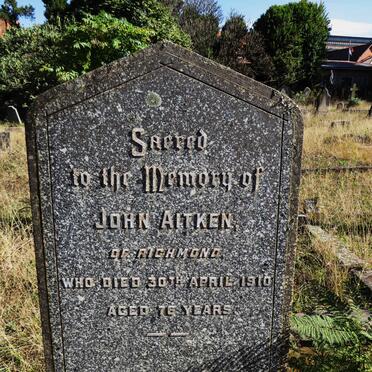 Sacred
to the Memory of
JOHN AITKEN,
OF RICHMOND.
WHO DIED 30TH APRIL 1910
AGED 76 YEARS.